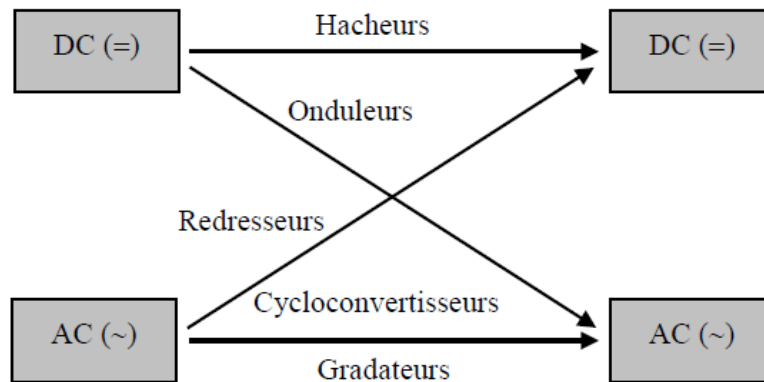 Hacheurs
DC (=)
DC (=)
Onduleurs
Redresseurs
Cycloconvertisseurs
AC (~)
AC (~)
Gradateurs